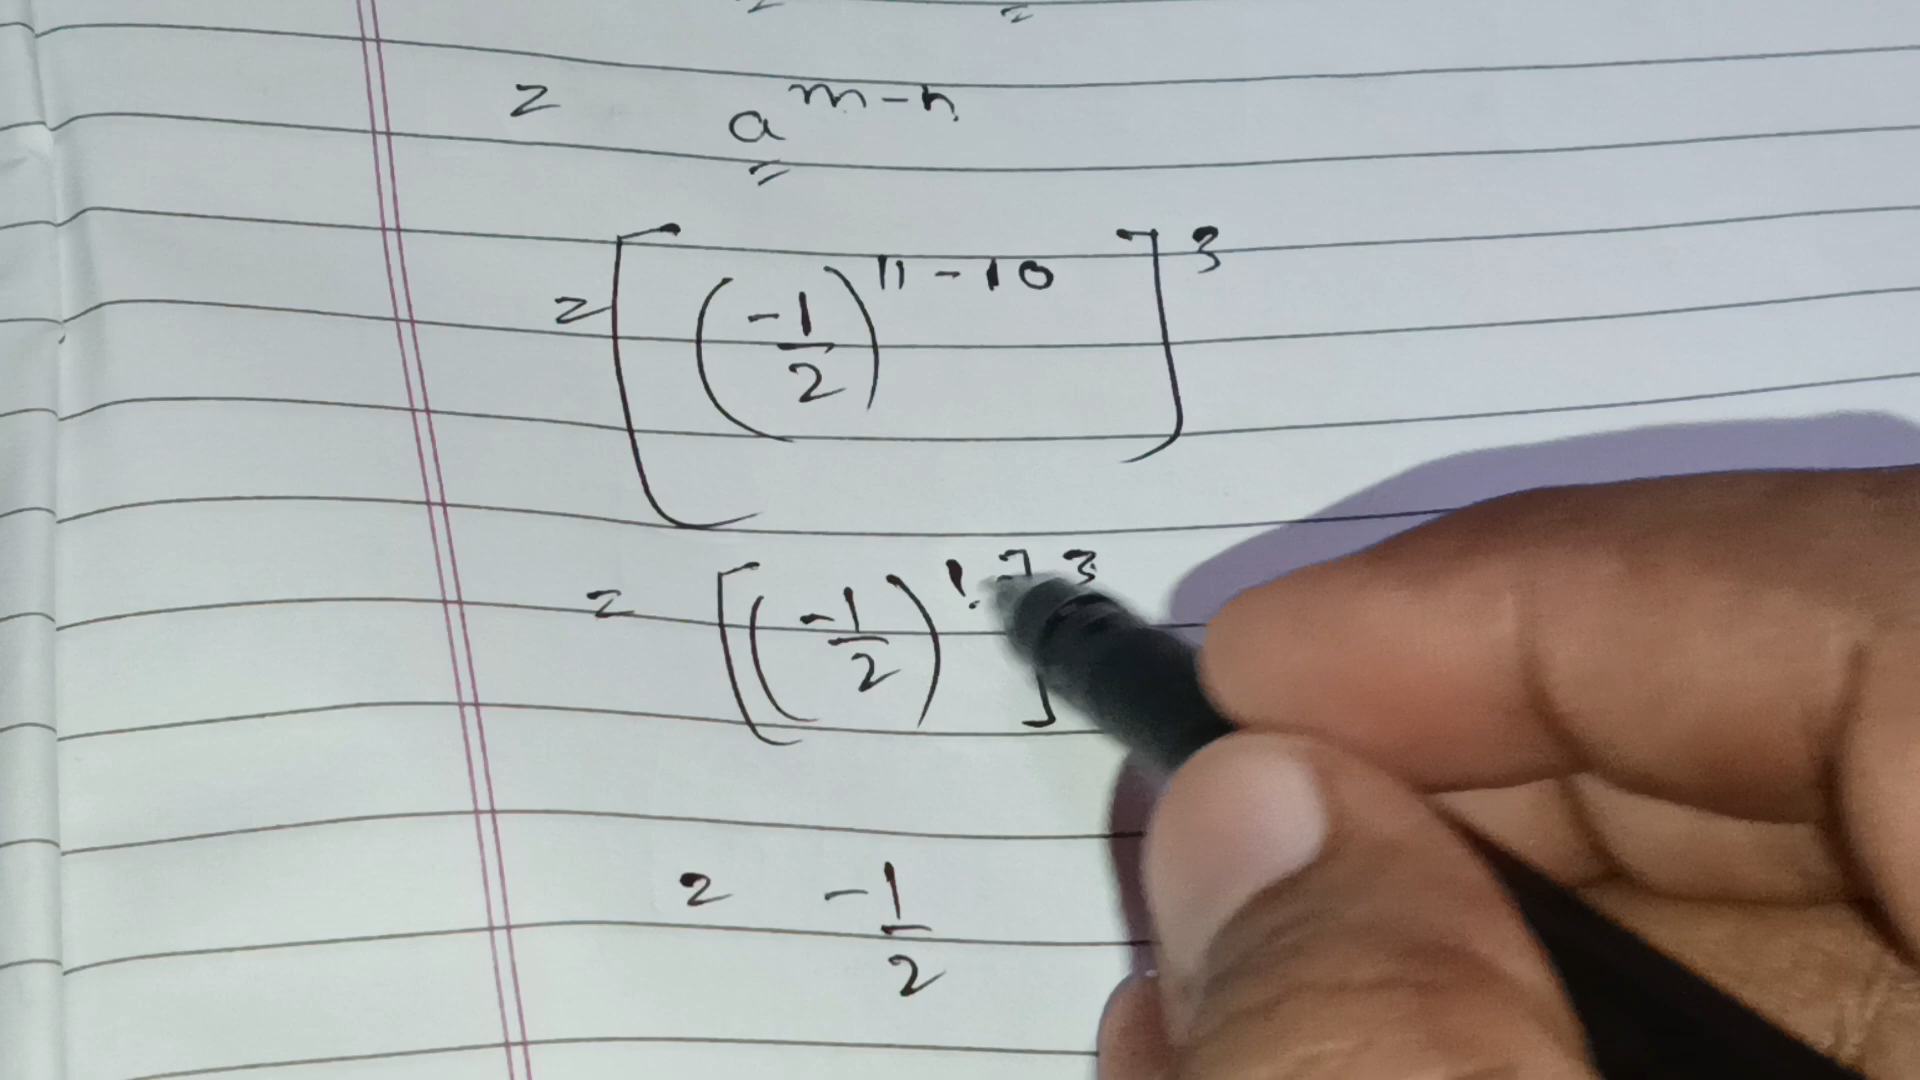 = a^{m-n}
= [(-1/2)^{11-10}]^3
= [(-1/2)^1]^3
= -1/2